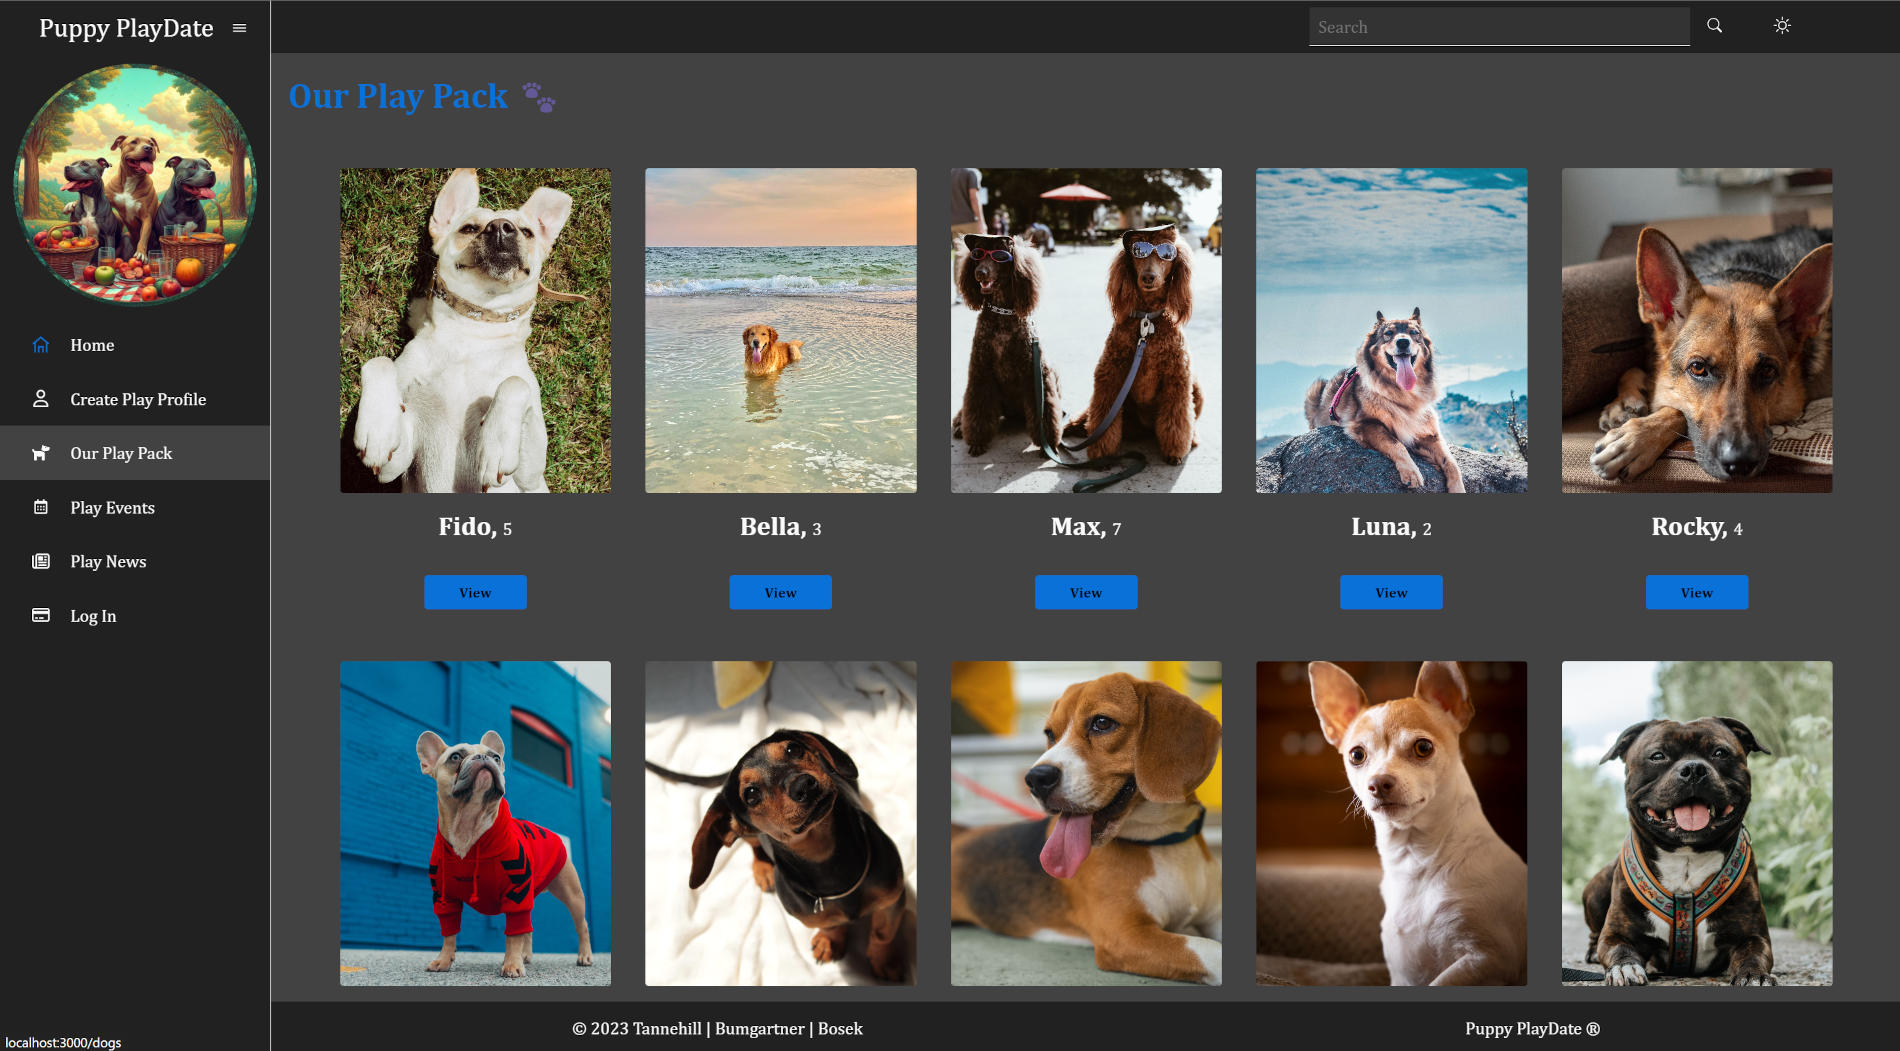 Puppy PlayDate
Search
Home
Create Play Profile
Our Play Pack
Play Events
Play News
Log In
Our Play Pack
Fido, 5
Bella, 3
Max, 7
Luna, 2
Rocky, 4
View
View
View
View
View
© 2023 Tannehill | Bumgartner | Bosek
Puppy PlayDate ®
localhost:3000/dogs